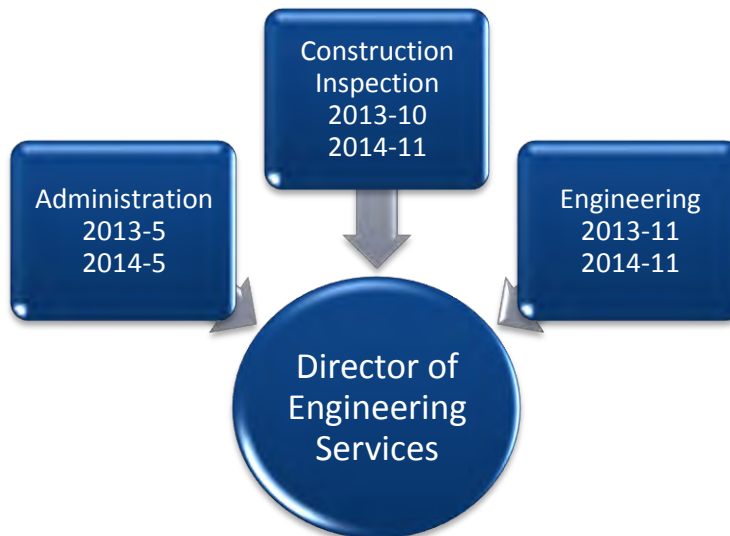 Construction
Inspection
2013-10
2014-11
Administration
2013-5
2014-5
Engineering
2013-11
2014-11
Director of
Engineering
Services